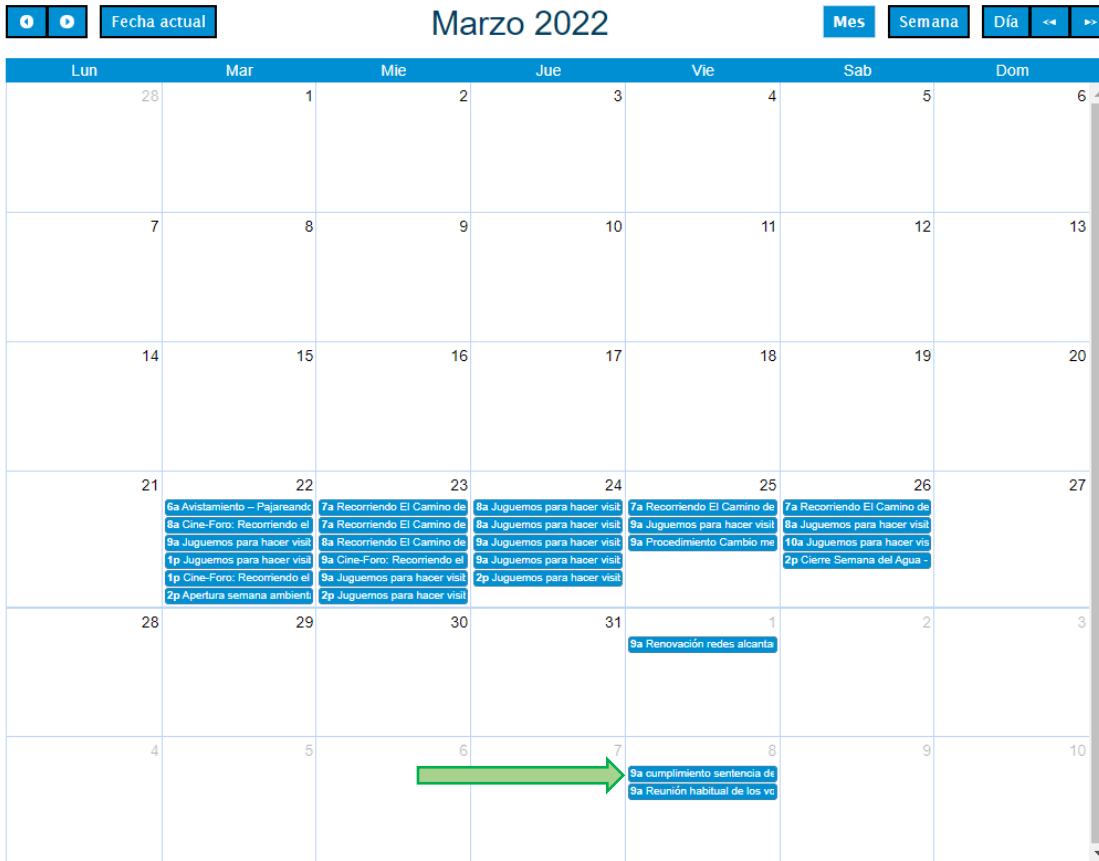 Fecha actual Marzo 2022 Mes Semana Día
Lun Mar Mie Jue Vie Sab Dom
28 1 2 3 4 5 6
7 8 9 10 11 12 13
14 15 16 17 18 19 20
21 22 23 24 25 26 27
6a Avistamiento – Pajareando 7a Recorriendo El Camino de 8a Juguemos para hacer visit 7a Recorriendo El Camino de 7a Recorriendo El Camino de
8a Cine-Foro: Recorriendo el 7a Recorriendo El Camino de 8a Juguemos para hacer visit 9a Juguemos para hacer visit 8a Juguemos para hacer visit
9a Juguemos para hacer visit 8a Recorriendo El Camino de 9a Juguemos para hacer visit 9a Procedimiento Cambio me 10a Juguemos para hacer vis
1p Juguemos para hacer visit 9a Cine-Foro: Recorriendo el 9a Juguemos para hacer visit 2p Cierre Semana del Agua -
1p Cine-Foro: Recorriendo el 9a Juguemos para hacer visit 2p Juguemos para hacer visit
2p Apertura semana ambient 2p Juguemos para hacer visit
28 29 30 31 1 2 3
9a Renovación redes alcanta
4 5 6 7 8 9 10
9a cumplimiento sentencia de
9a Reunión habitual de los vo